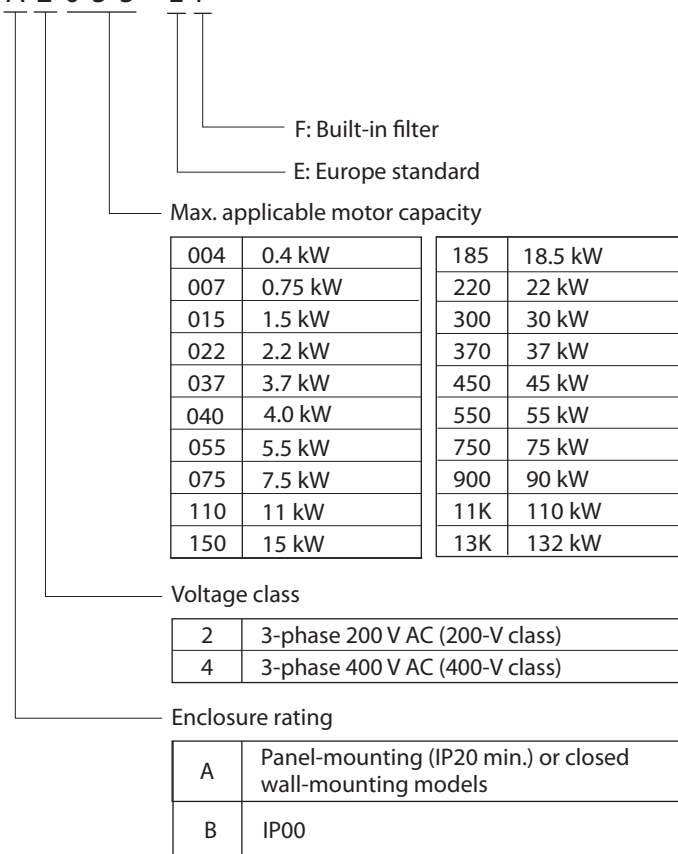 F: Built-in filter
E: Europe standard
Max. applicable motor capacity
004 0.4 kW 185 18.5 kW
007 0.75 kW 220 22 kW
015 1.5 kW 300 30 kW
022 2.2 kW 370 37 kW
037 3.7 kW 450 45 kW
040 4.0 kW 550 55 kW
055 5.5 kW 750 75 kW
075 7.5 kW 900 90 kW
110 11 kW 11K 110 kW
150 15 kW 13K 132 kW
Voltage class
2 3-phase 200 V AC (200-V class)
4 3-phase 400 V AC (400-V class)
Enclosure rating
A Panel-mounting (IP20 min.) or closed
wall-mounting models
B IP00